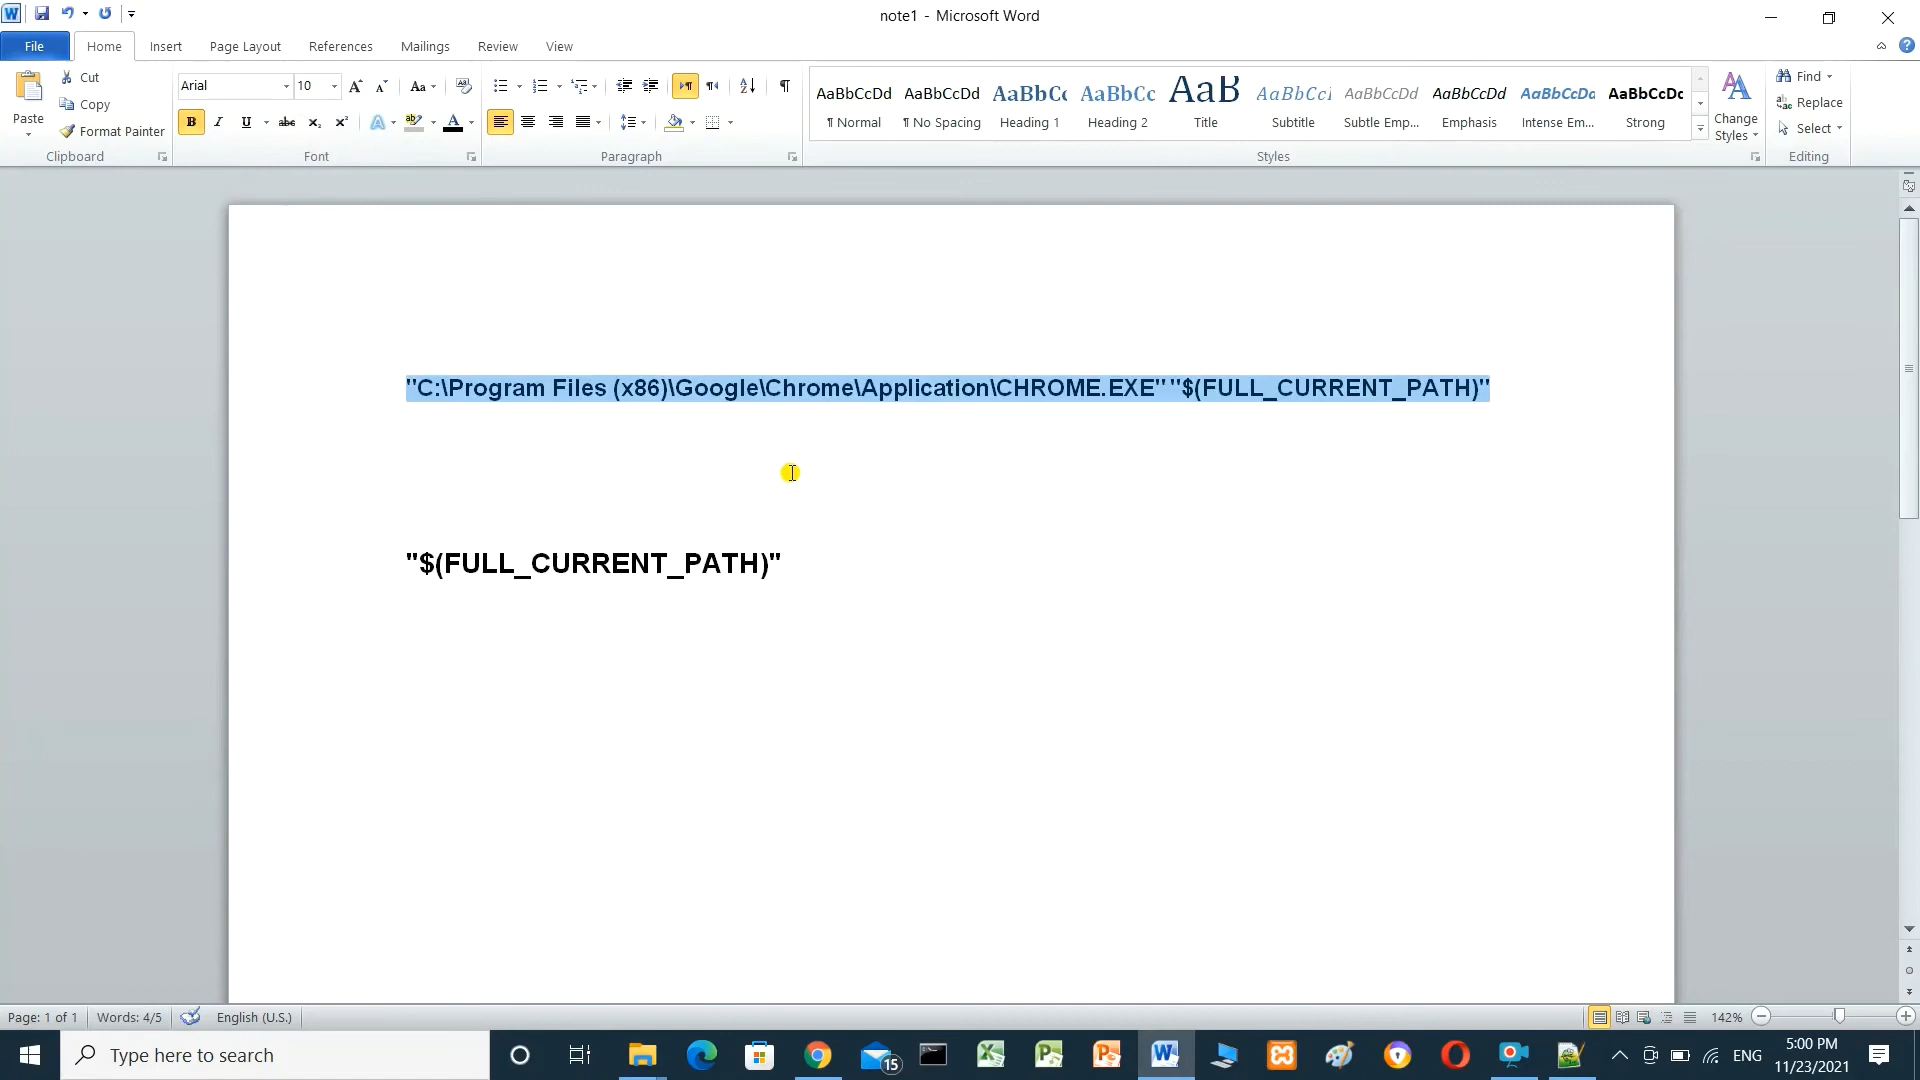 note1 - Microsoft Word
File Home Insert Page Layout References Mailings Review View
Paste
Cut
Copy
Format Painter
Clipboard
Arial 10
Font
Paragraph
AaBbCcDd AaBbCcDd AaBbCc AaBbCc AaB AaBbCcI AaBbCcDd AaBbCcDd AaBbCcDd AaBbCcDc
¶ Normal ¶ No Spacing Heading 1 Heading 2 Title Subtitle Subtle Emp... Emphasis Intense Em... Strong
Styles
Change Styles
Find
Replace
Select
Editing
"C:\Program Files (x86)\Google\Chrome\Application\CHROME.EXE" "$(FULL_CURRENT_PATH)"
"$(FULL_CURRENT_PATH)"
Page: 1 of 1 Words: 4/5 English (U.S.) 142%
Type here to search
15
ENG
5:00 PM
11/23/2021